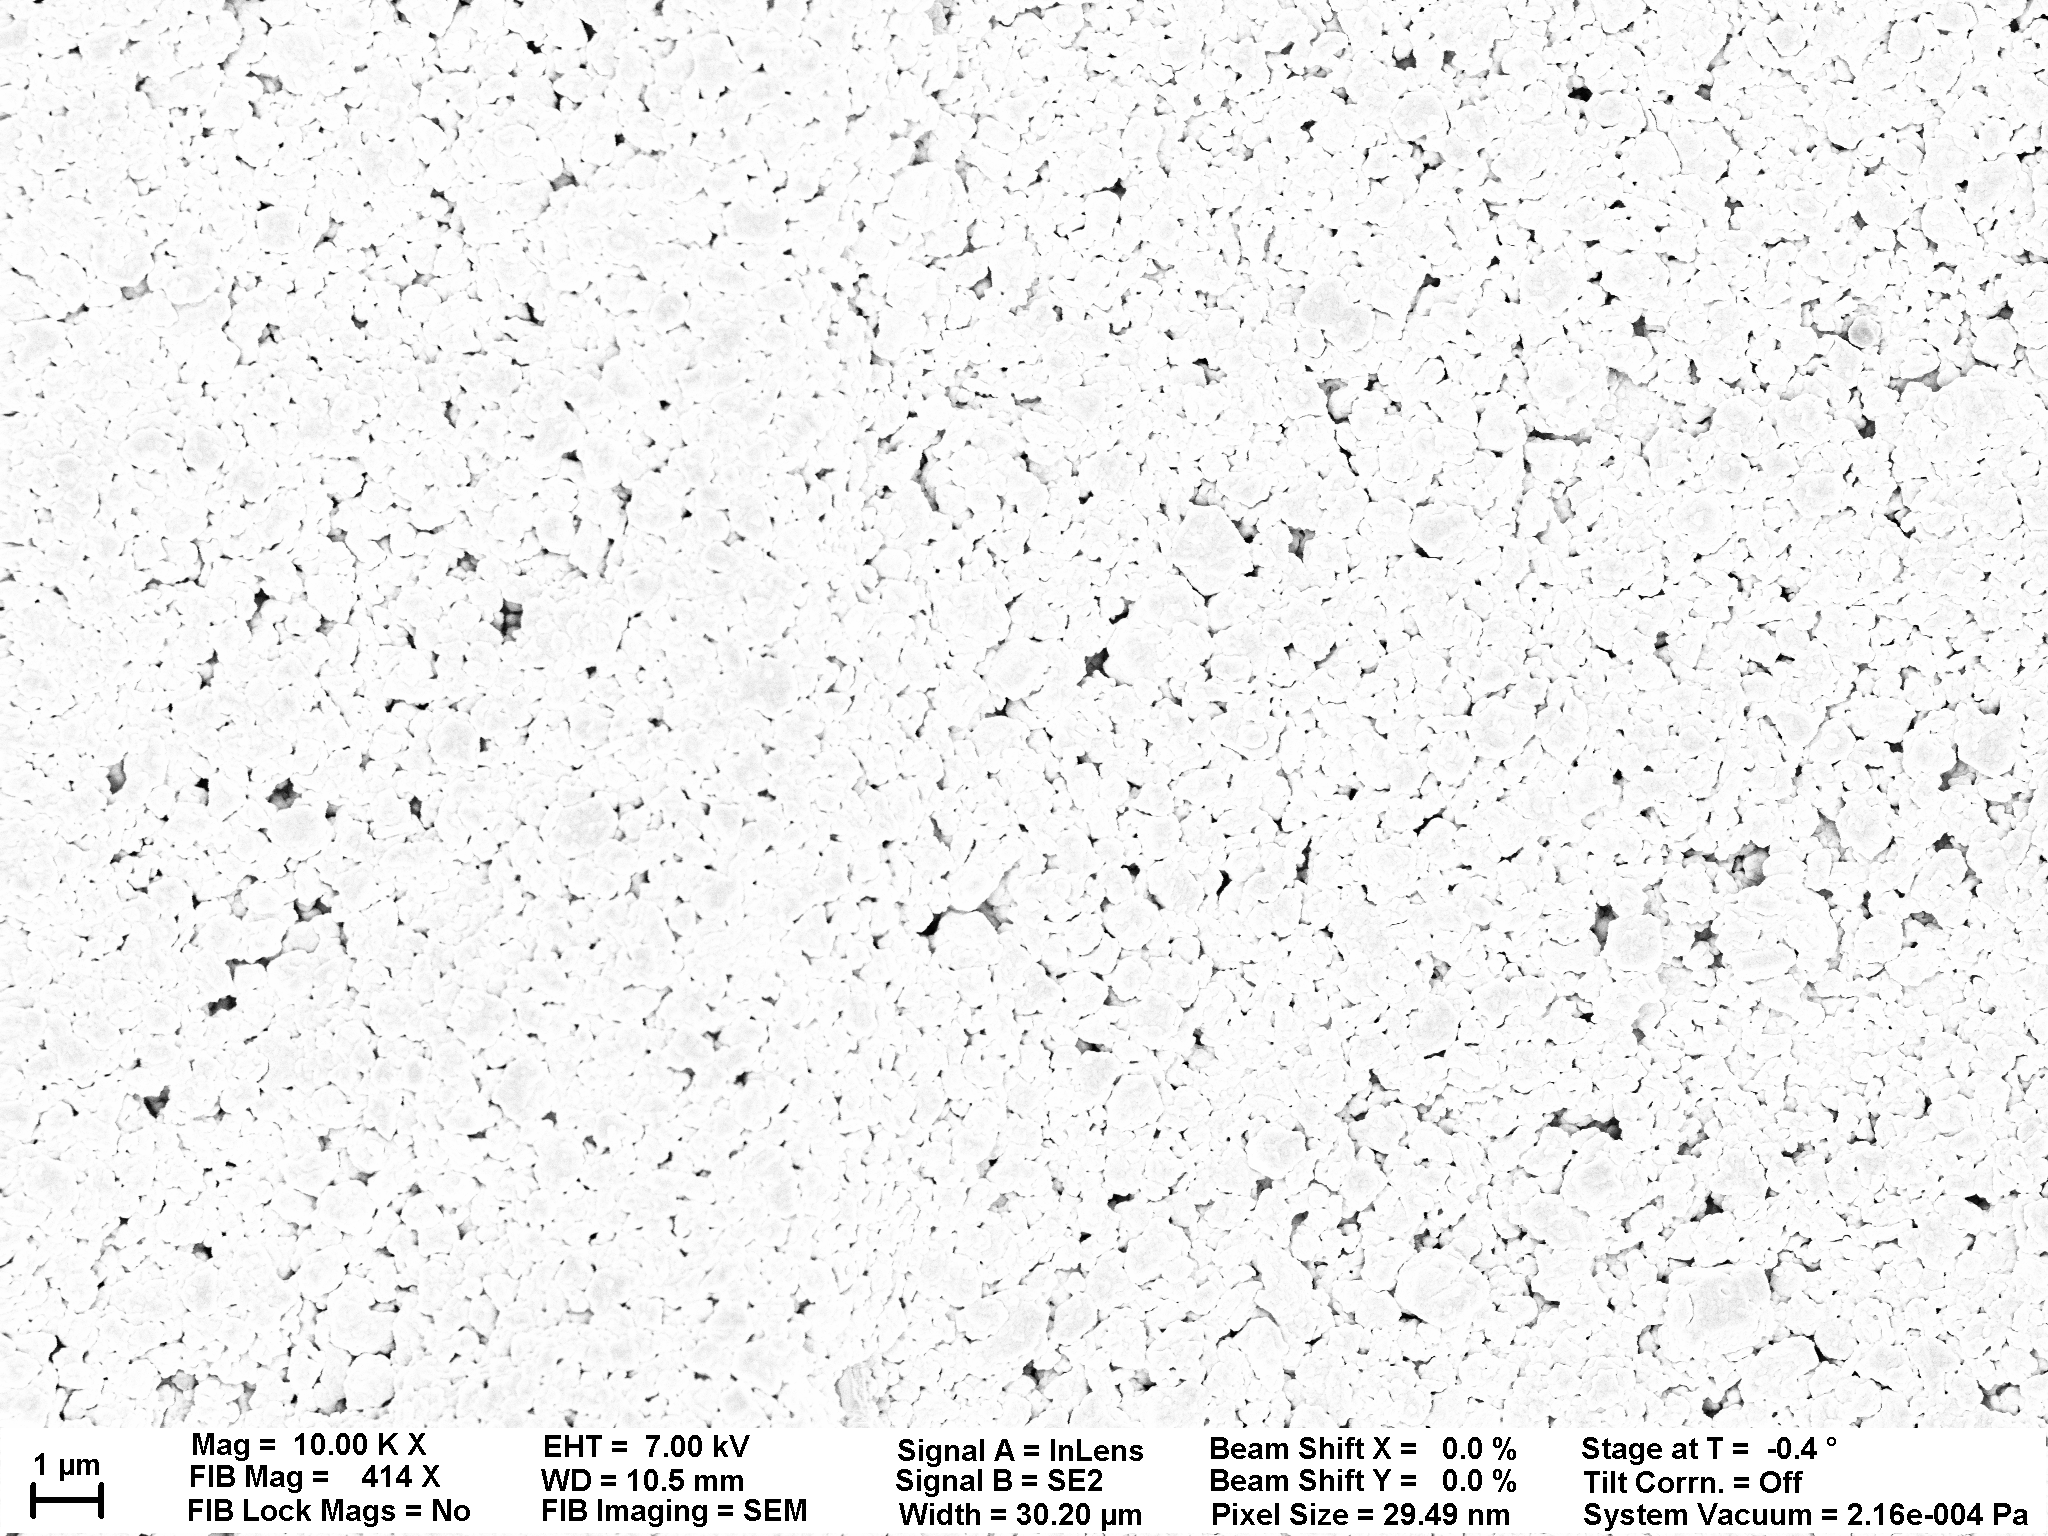 1 µm
Mag = 10.00 K X
FIB Mag = 414 X
FIB Lock Mags = No
EHT = 7.00 kV
WD = 10.5 mm
FIB Imaging = SEM
Signal A = InLens
Signal B = SE2
Width = 30.20 µm
Beam Shift X = 0.0 %
Beam Shift Y = 0.0 %
Pixel Size = 29.49 nm
Stage at T = -0.4 °
Tilt Corrn. = Off
System Vacuum = 2.16e-004 Pa